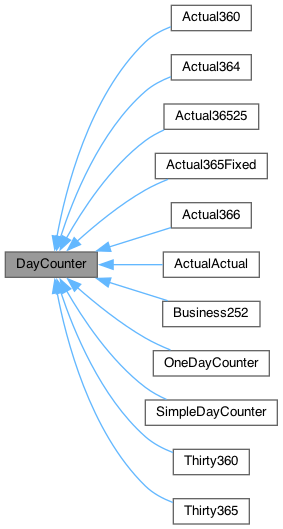 Actual360
Actual364
Actual36525
Actual365Fixed
Actual366
DayCounter
ActualActual
Business252
OneDayCounter
SimpleDayCounter
Thirty360
Thirty365